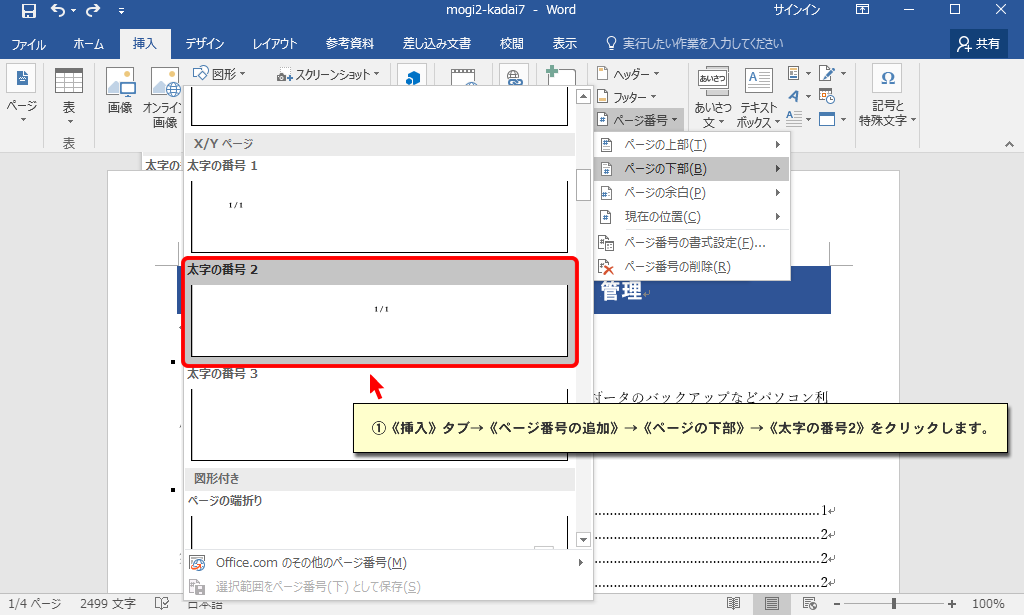 mogi2-kadai7 - Word
サインイン
ファイル
ホーム
挿入
デザイン
レイアウト
参考資料
差し込み文書
校閲
表示
実行したい作業を入力してください
共有
ページ
表
画像
オンライン
画像
図形
スクリーンショット
ヘッダー
フッター
ページ番号
あいさつ
あいさつ
文
テキスト
ボックス
記号と
特殊文字
表
ページの上部(T)
ページの下部(B)
ページの余白(P)
現在の位置(C)
ページ番号の書式設定(F)...
ページ番号の削除(R)
太字の
X/Y ページ
太字の番号 1
1/1
太字の番号 2
1/1
太字の番号 3
図形付き
ページの端折り
Office.com のその他のページ番号(M)
選択範囲をページ番号(下) として保存(S)
管理
ータのバックアップなどパソコン利
①《挿入》タブ→《ページ番号の追加》→《ページの下部》→《太字の番号2》をクリックします。
1
2
2
2
1/4 ページ
2499 文字
日本語
100%